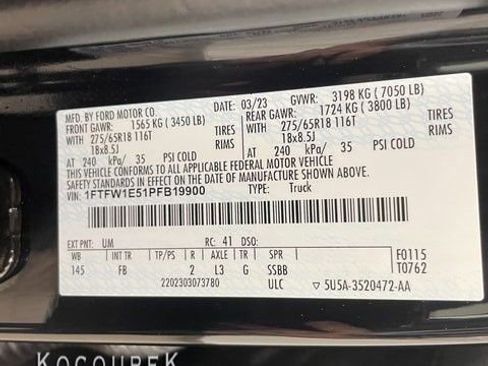 MFD. BY FORD MOTOR CO. 03/23 GVWR: 3198 KG ( 7050 LB)
FRONT GAWR: 1565 KG ( 3450 LB) REAR GAWR: 1724 KG ( 3800 LB)
275/65R18 116T TIRES 275/65R18 116T TIRES
18x8.5J RIMS 18x8.5J RIMS
AT 240 kPa/ 35 PSI COLD AT 240 kPa/ 35 PSI COLD
THIS VEHICLE CONFORMS TO ALL APPLICABLE FEDERAL MOTOR VEHICLE
SAFETY STANDARDS IN EFFECT ON THE DATE OF MANUFACTURE SHOWN ABOVE.
VIN: 1FTFW1E51PFB19900 TYPE: Truck
EXT PNT: UM RC: 41 DSO:
WB INT TR TP/PS R AXLE TR SPR F0115
145 FB 2 L3 G SSBB T0762
2202303073780 ULC 5U5A-3520472-AA
KOCOUREK